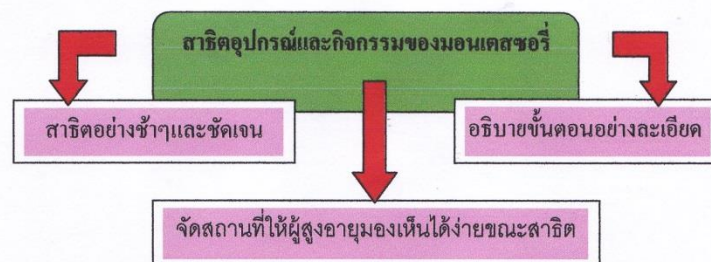 สาธิตอุปกรณ์และกิจกรรมของมอนเตสซอรี่
สาธิตอย่างช้าๆและชัดเจน
อธิบายขั้นตอนอย่างละเอียด
จัดสถานที่ให้ผู้สูงอายุมองเห็นได้ง่ายขณะสาธิต